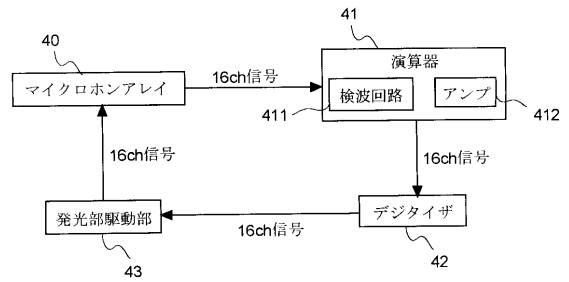 40
マイクロホンアレイ
16ch信号
41
演算器
検波回路
アンプ
411
412
16ch信号
16ch信号
発光部駆動部
16ch信号
デジタイザ
43
42